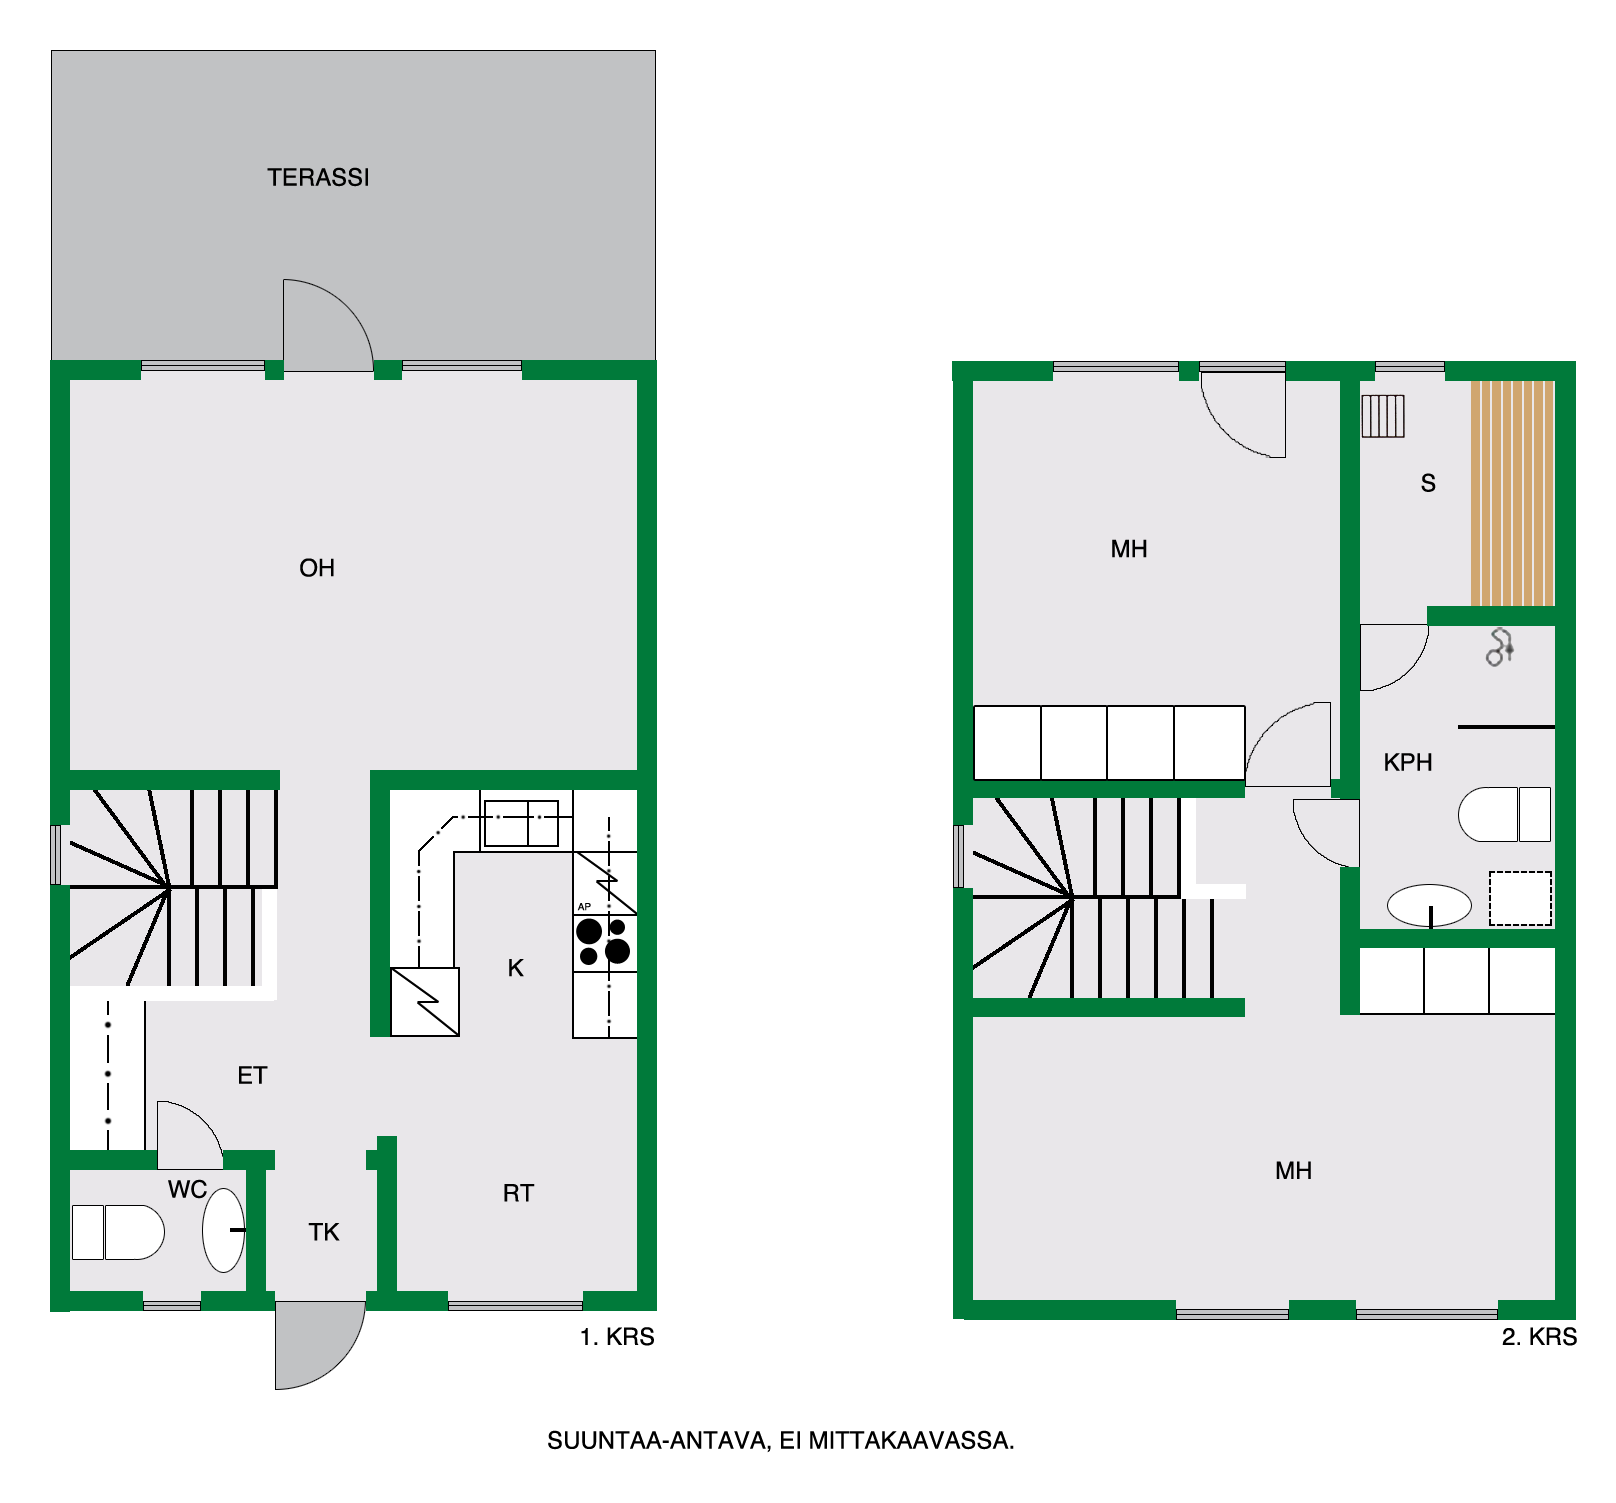 TERASSI
OH
K
AP
ET
WC
TK
RT
1. KRS
MH
S
KPH
MH
2. KRS
SUUNTAA-ANTAVA, EI MITTAKAAVASSA.